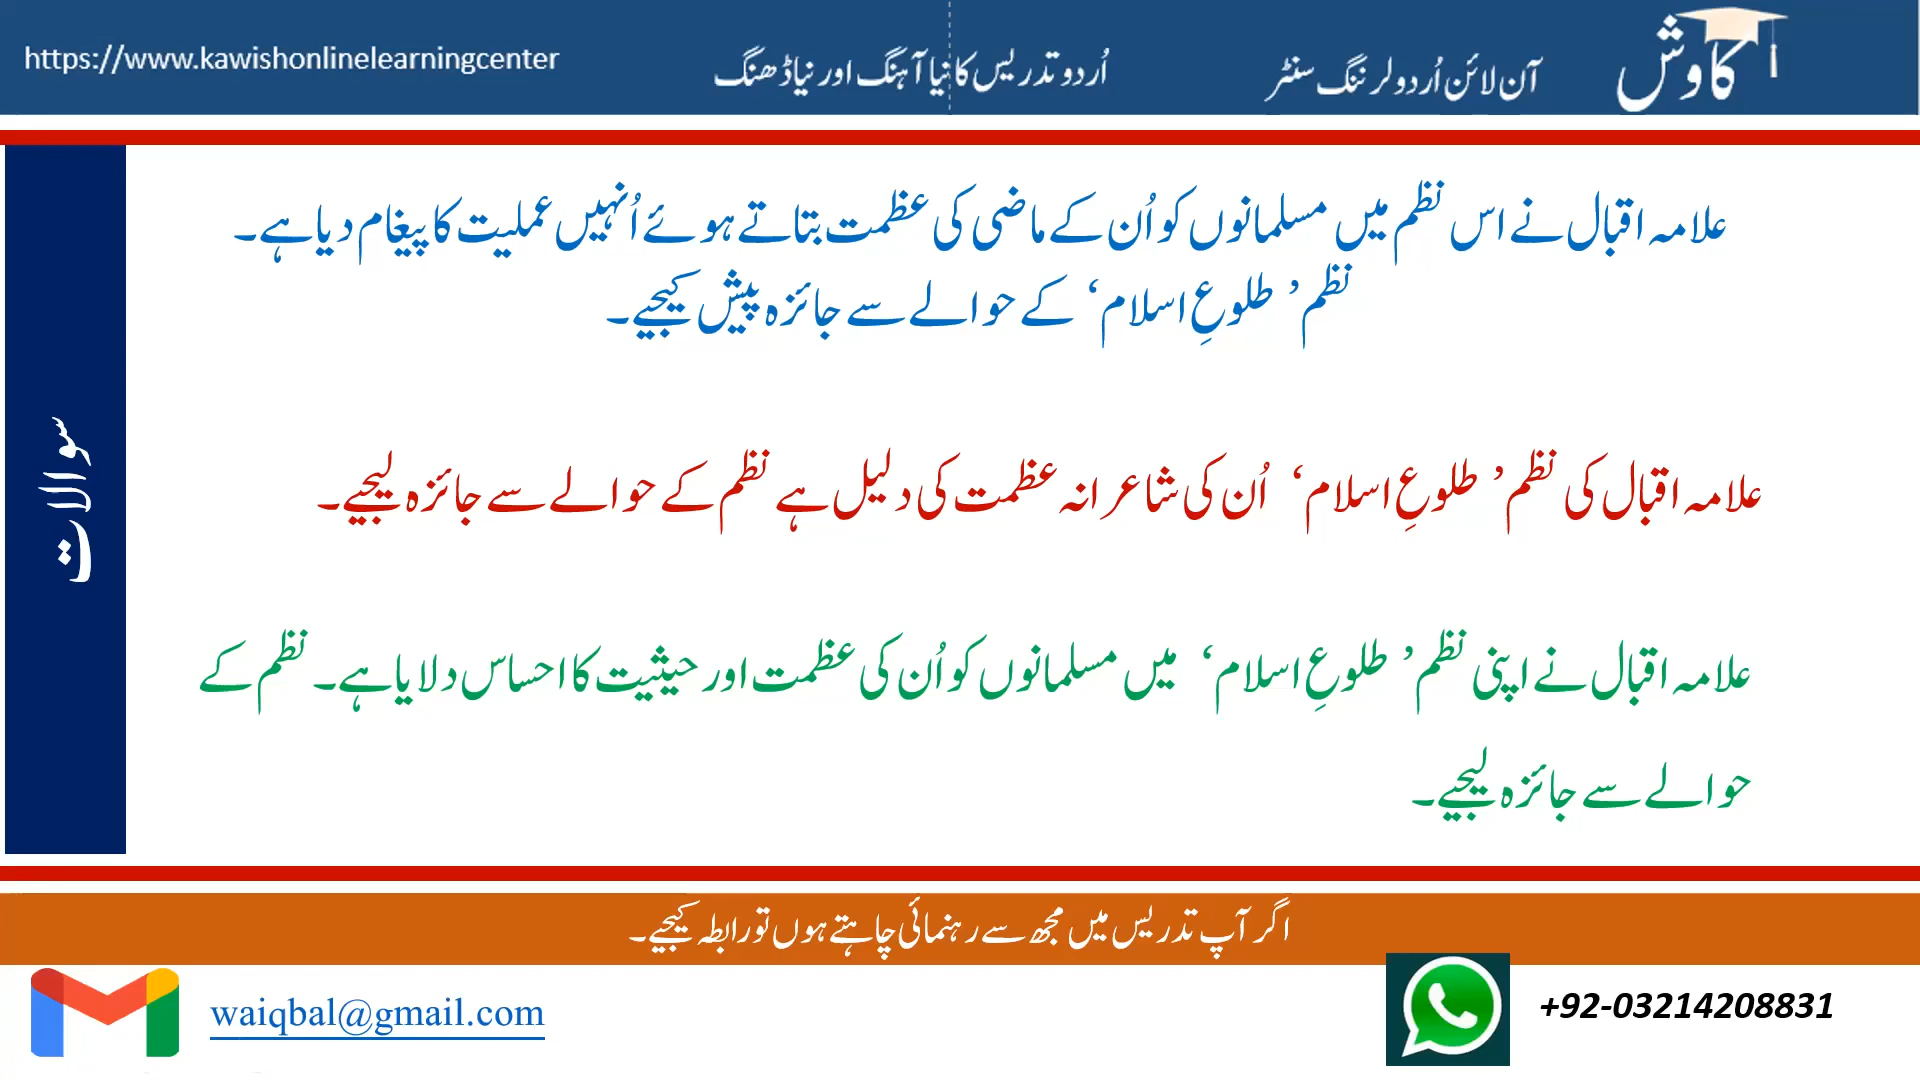 کاوش
آن لائن اُردو لرننگ سنٹر
اُردو تدریس کا نیا آہنگ اور نیا ڈھنگ
https://www.kawishonlinelearningcenter
سوالات
علامہ اقبال نے اس نظم میں مسلمانوں کو اُن کے ماضی کی عظمت بتاتے ہوئے اُنہیں عملیت کا پیغام دیا ہے۔
نظم ’ طلوعِ اسلام‘ کے حوالے سے جائزہ پیش کیجیے۔
علامہ اقبال کی نظم ’ طلوعِ اسلام‘ اُن کی شاعرانہ عظمت کی دلیل ہے نظم کے حوالے سے جائزہ لیجیے۔
علامہ اقبال نے اپنی نظم ’ طلوعِ اسلام‘ میں مسلمانوں کو اُن کی عظمت اور حیثیت کا احساس دلایا ہے۔ نظم کے
حوالے سے جائزہ لیجیے۔
اگر آپ تدریس میں مجھ سے رہنمائی چاہتے ہوں تو رابطہ کیجیے۔
waiqbal@gmail.com
+92-03214208831